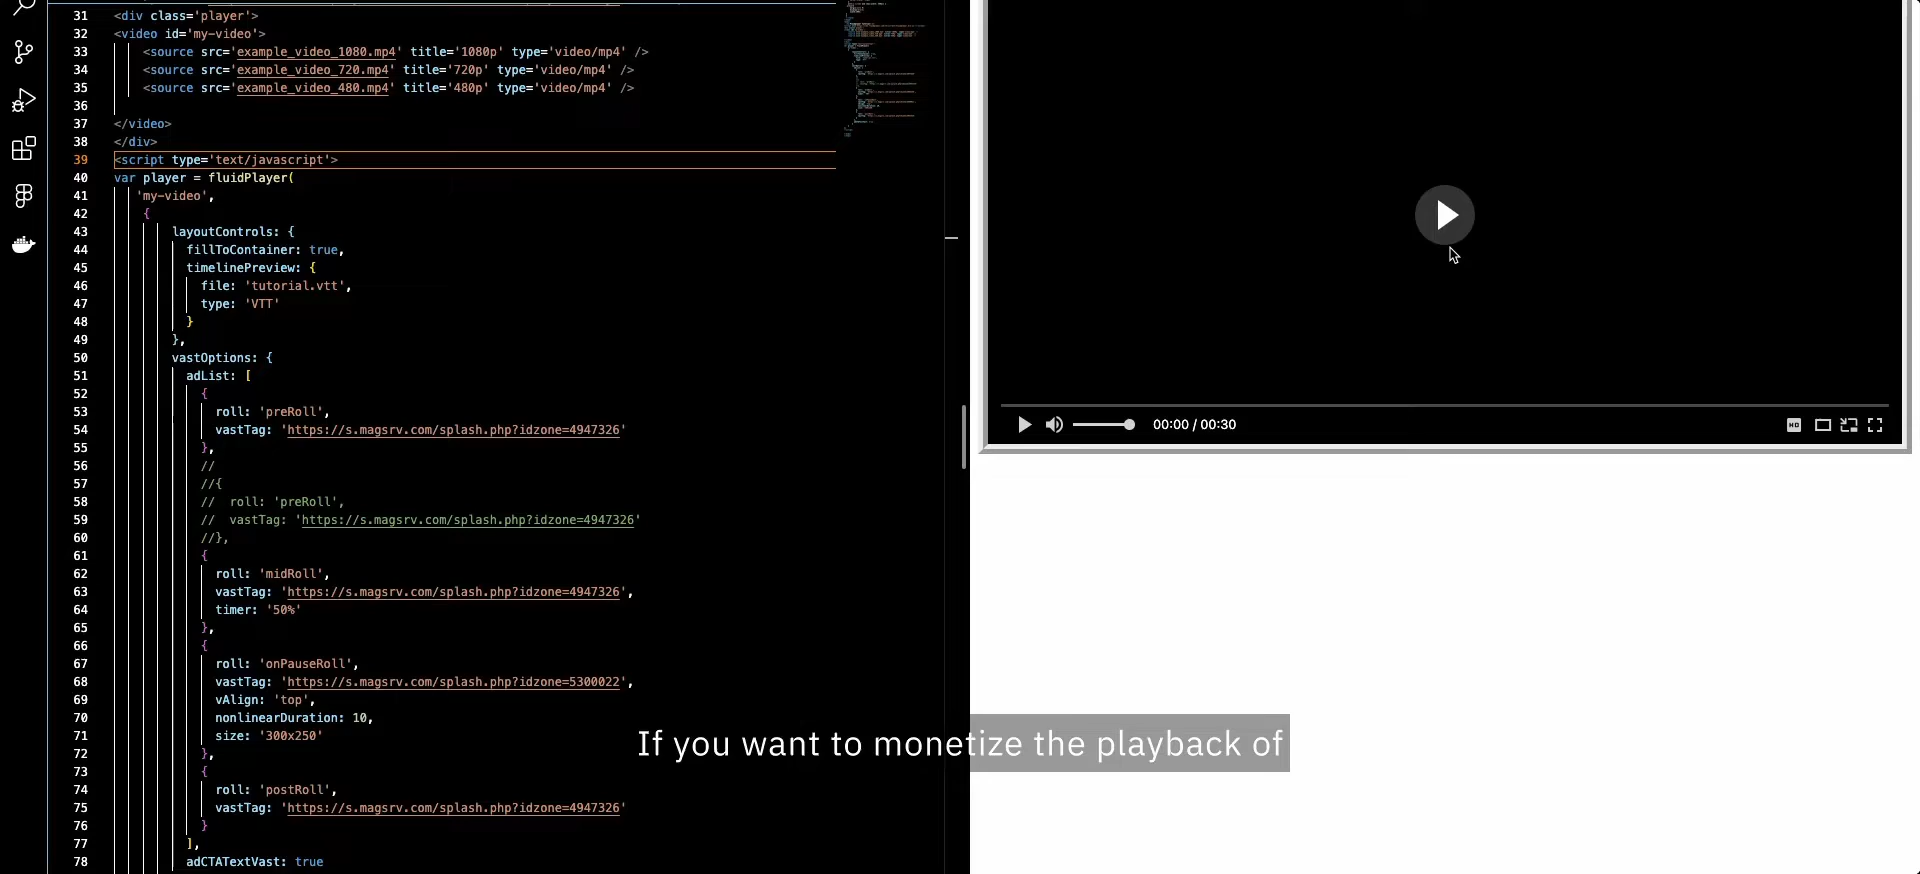 31 <div class='player'>
32 <video id='my-video'>
33 <source src='example_video_1080.mp4' title='1080p' type='video/mp4' />
34 <source src='example_video_720.mp4' title='720p' type='video/mp4' />
35 <source src='example_video_480.mp4' title='480p' type='video/mp4' />
36
37 </video>
38 </div>
39 <script type='text/javascript'>
40 var player = fluidPlayer(
41 'my-video',
42 {
43 layoutControls: {
44 fillToContainer: true,
45 timelinePreview: {
46 file: 'tutorial.vtt',
47 type: 'VTT'
48 }
49 },
50 vastOptions: {
51 adList: [
52 {
53 roll: 'preRoll',
54 vastTag: 'https://s.magsrv.com/splash.php?idzone=4947326'
55 },
56 //
57 //{
58 // roll: 'preRoll',
59 // vastTag: 'https://s.magsrv.com/splash.php?idzone=4947326'
60 //},
61 {
62 roll: 'midRoll',
63 vastTag: 'https://s.magsrv.com/splash.php?idzone=4947326',
64 timer: '50%'
65 },
66 {
67 roll: 'onPauseRoll',
68 vastTag: 'https://s.magsrv.com/splash.php?idzone=5300022',
69 vAlign: 'top',
70 nonlinearDuration: 10,
71 size: '300x250'
72 },
73 {
74 roll: 'postRoll',
75 vastTag: 'https://s.magsrv.com/splash.php?idzone=4947326'
76 }
77 ],
78 adCTATextVast: true
00:00 / 00:30
HD
If you want to monetize the playback of